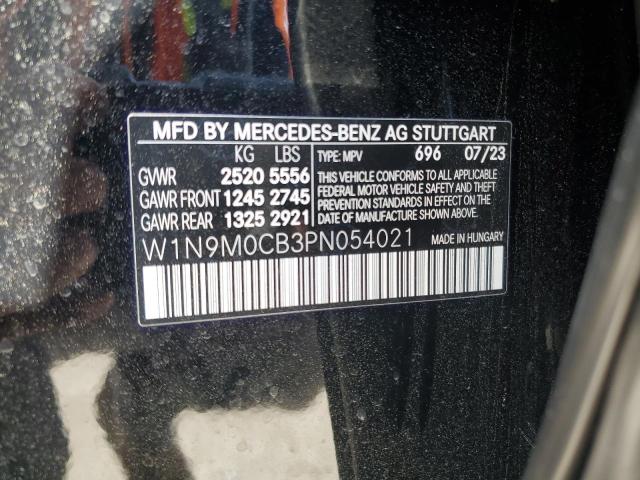 MFD BY MERCEDES-BENZ AG STUTTGART
KG LBS TYPE: MPV 696 07/23
GVWR 2520 5556
GAWR FRONT 1245 2745
GAWR REAR 1325 2921
THIS VEHICLE CONFORMS TO ALL APPLICABLE
FEDERAL MOTOR VEHICLE SAFETY AND THEFT
PREVENTION STANDARDS IN EFFECT ON THE
DATE OF MANUFACTURE SHOWN ABOVE.
W1N9M0CB3PN054021 MADE IN HUNGARY